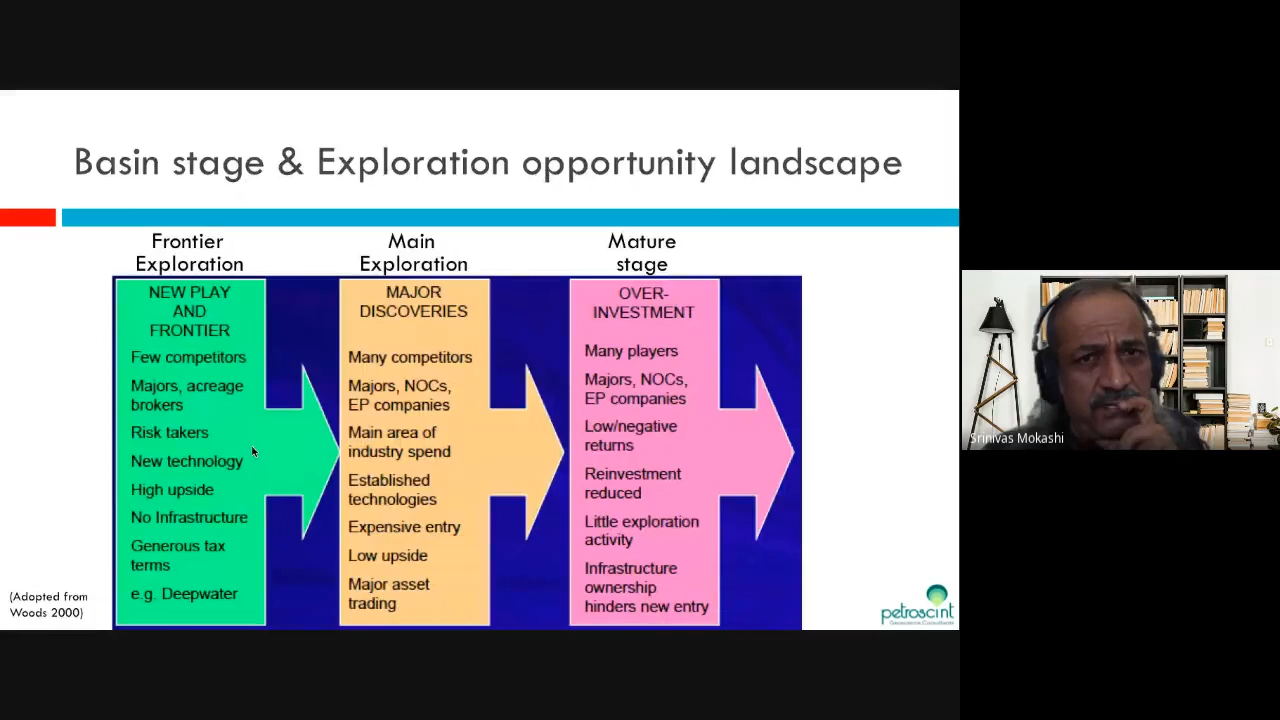 Basin stage & Exploration opportunity landscape
Frontier
Exploration
NEW PLAY
AND
FRONTIER
Few competitors
Majors, acreage
brokers
Risk takers
New technology
High upside
No Infrastructure
Generous tax
terms
e.g. Deepwater
Main
Exploration
MAJOR
DISCOVERIES
Many competitors
Majors, NOCs,
EP companies
Main area of
industry spend
Established
technologies
Expensive entry
Low upside
Major asset
trading
Mature
stage
OVER-
INVESTMENT
Many players
Majors, NOCs,
EP companies
Low/negative
returns
Reinvestment
reduced
Little exploration
activity
Infrastructure
ownership
hinders new entry
(Adopted from
Woods 2000)
petroscint
Geoscience Consultants
Srinivas Mokashi